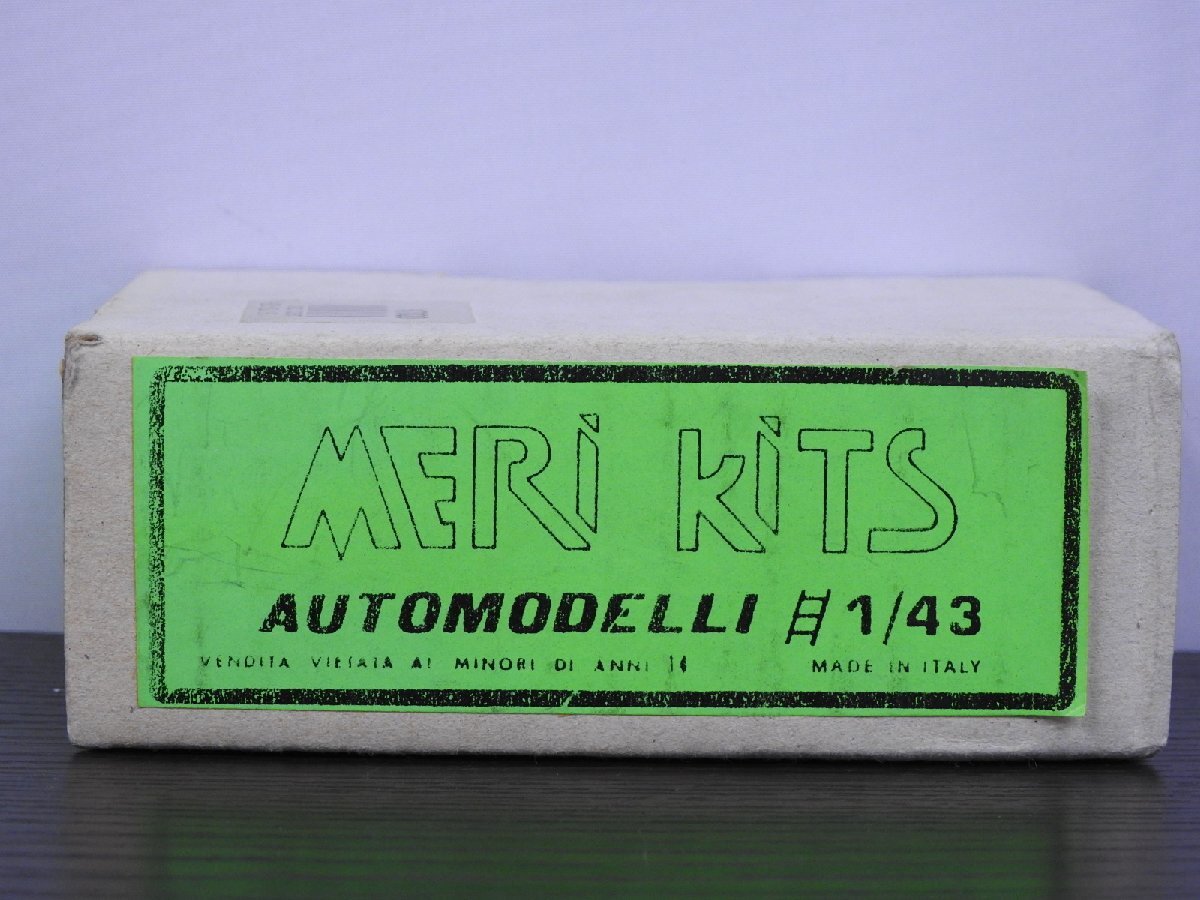 MERi KiTS
AUTOMODELLI 1/43
VENDITA VIETATA AI MINORI DI ANNI 14 MADE IN ITALY